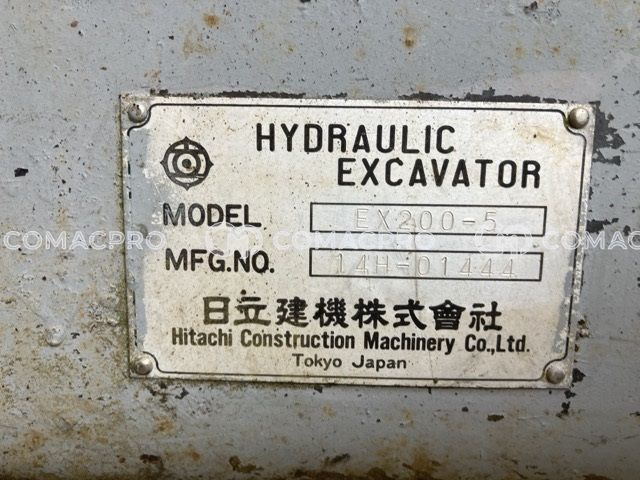 HYDRAULIC
EXCAVATOR
MODEL EX200-5
COMACPRO COMACPRO COMAC
MFG.NO. 14H-01444
日立建機株式會社
Hitachi Construction Machinery Co.,Ltd.
Tokyo Japan